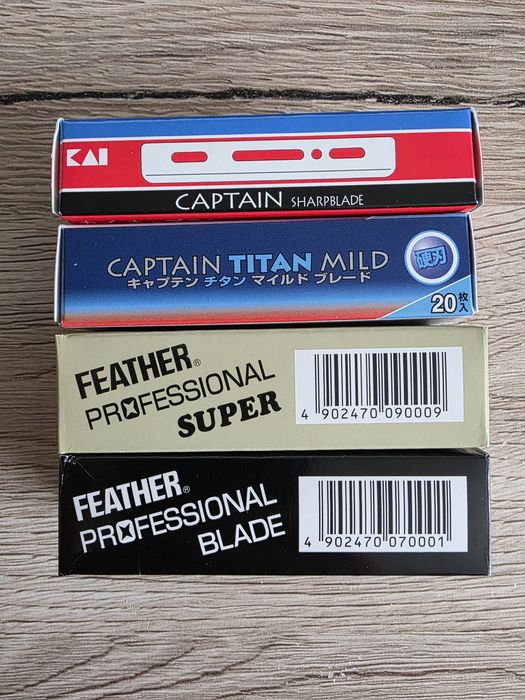 KAI
CAPTAIN SHARPBLADE
CAPTAIN TITAN MILD
キャプテン チタン マイルド ブレード
硬刃
20枚入
FEATHER®
PROFESSIONAL
SUPER
4 902470 090009
FEATHER®
PROFESSIONAL
BLADE
4 902470 070001